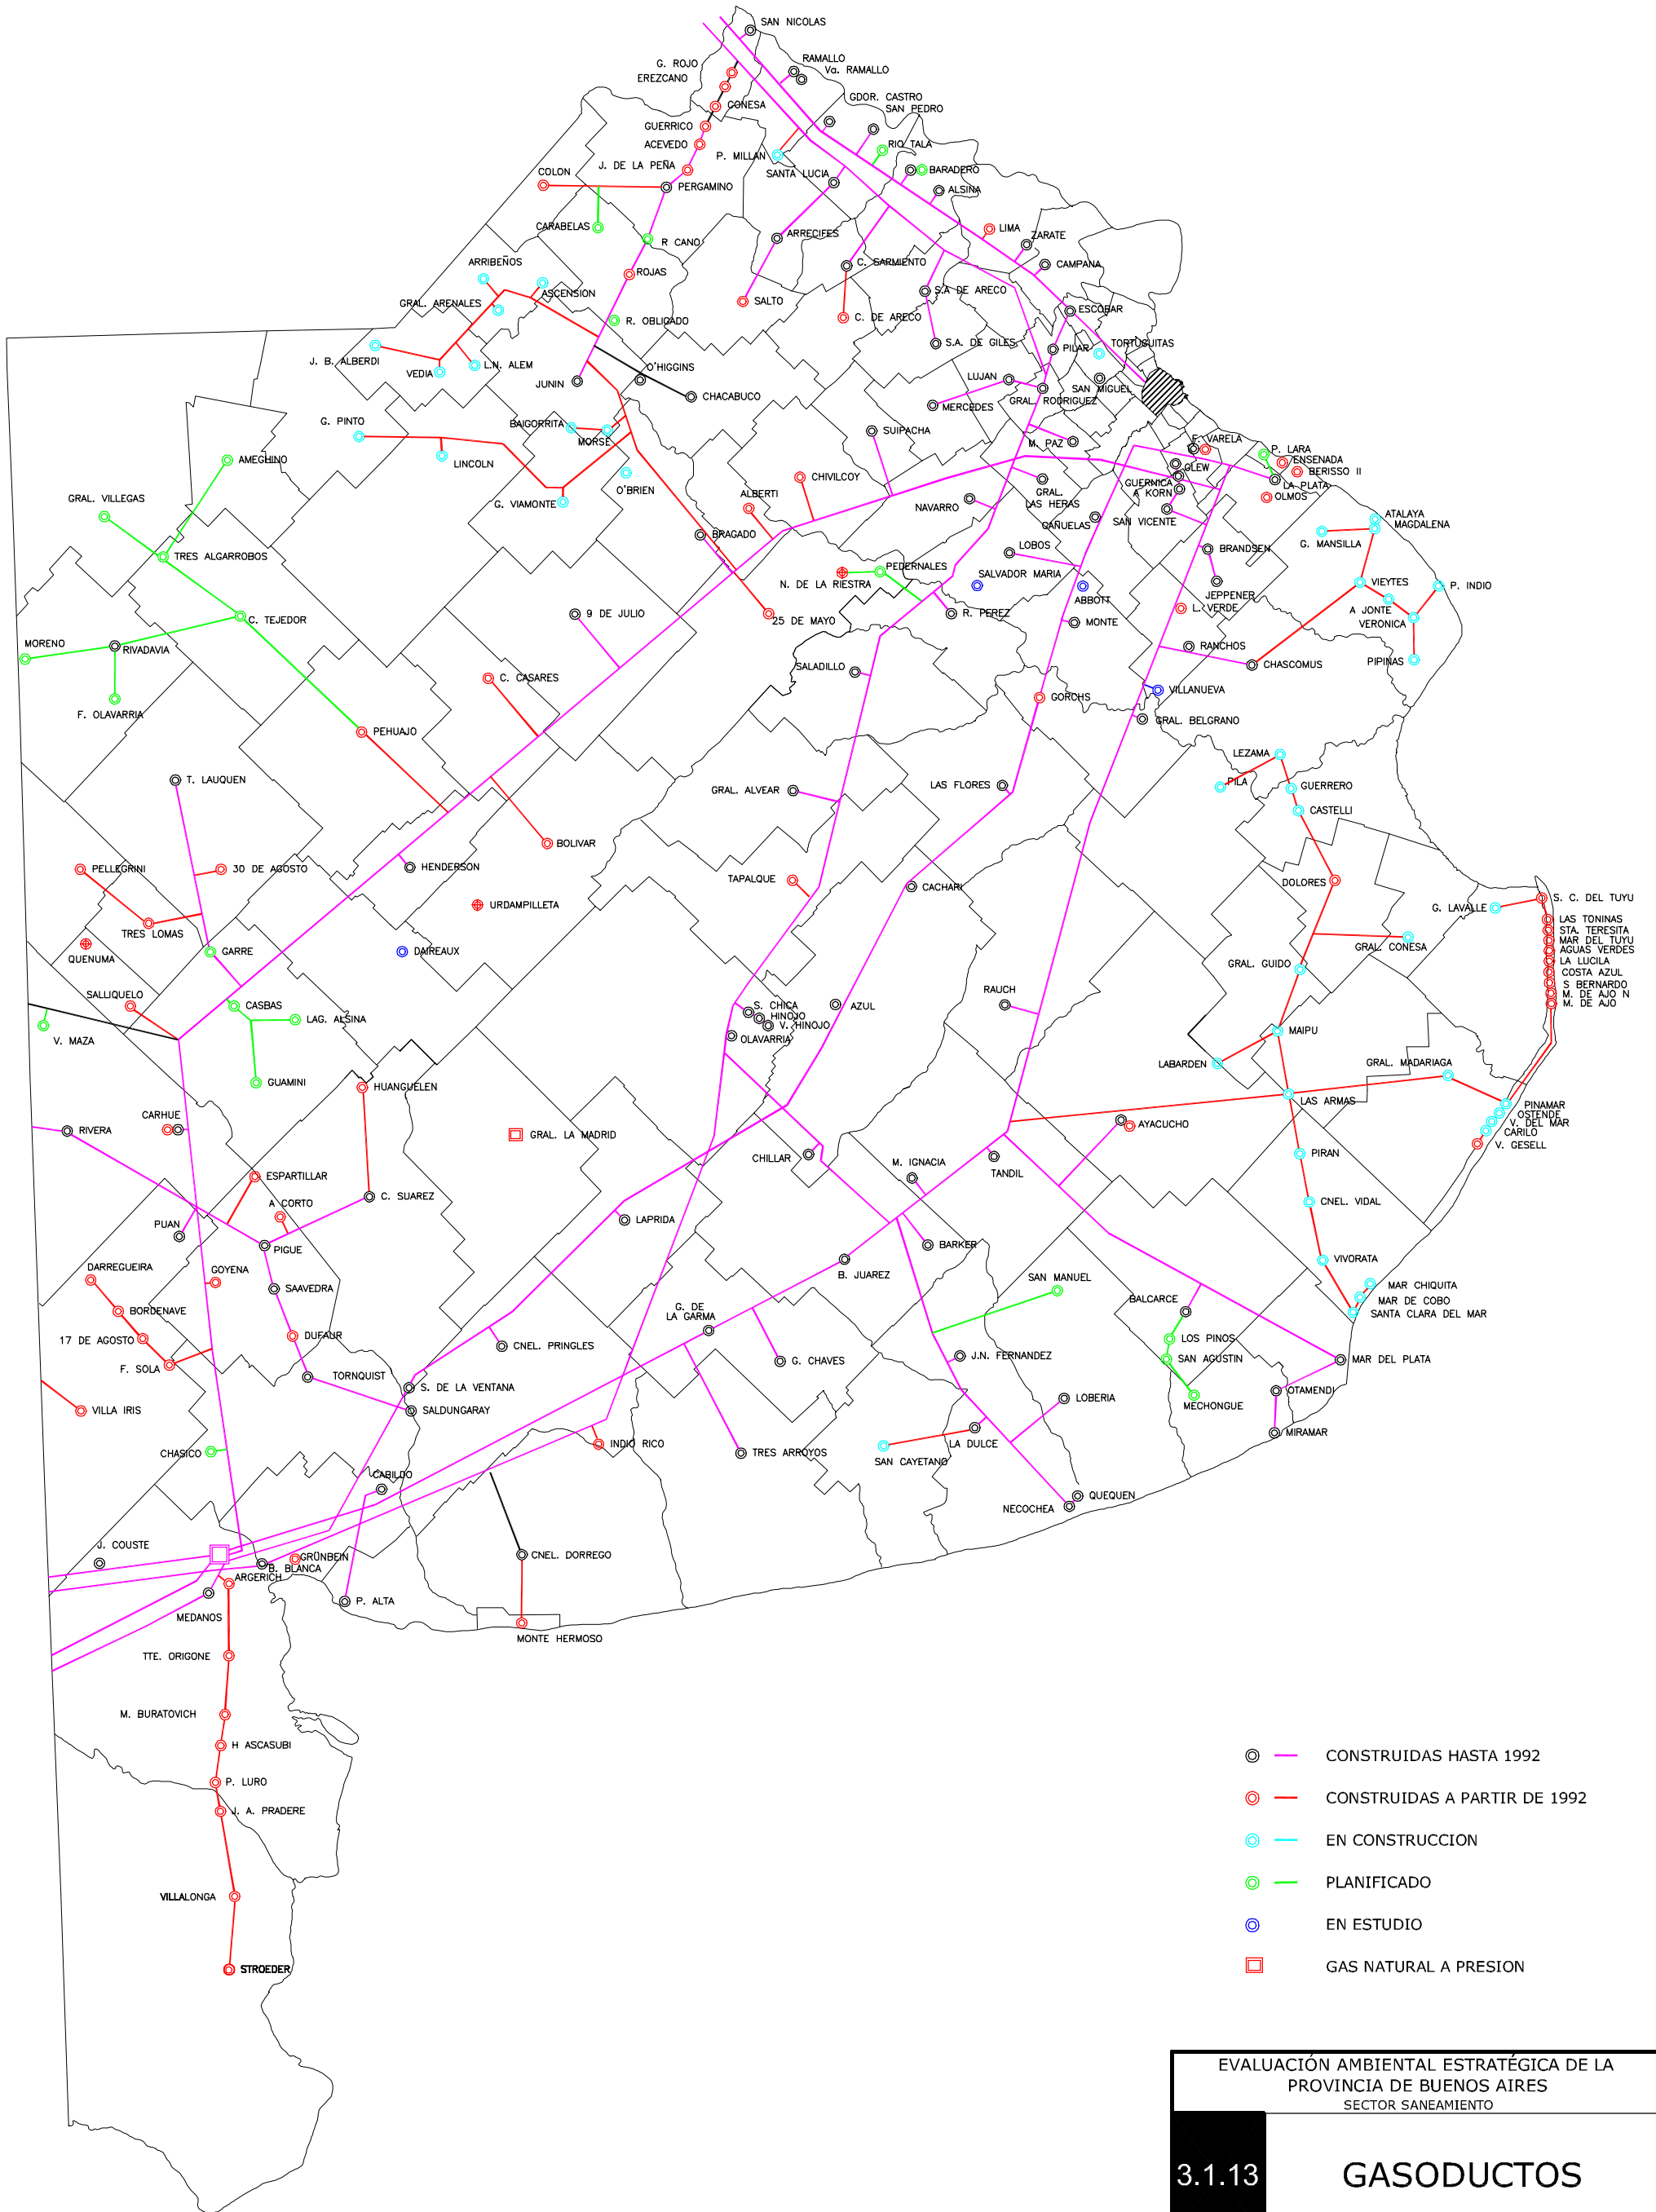 SAN NICOLAS
G. ROJO
RAMALLO
Va. RAMALLO
EREZCANO
GDOR. CASTRO
CONESA
SAN PEDRO
GUERRICO
ACEVEDO
RIO TALA
P. MILLAN
J. DE LA PEÑA
COLON
SANTA LUCIA
BARADERO
PERGAMINO
ALSINA
CARABELAS
LIMA
ZARATE
R CANO
ARRECIFES
ARRIBEÑOS
C. SARMIENTO
CAMPANA
ROJAS
ASCENSION
S.A DE ARECO
GRAL. ARENALES
SALTO
ESCOBAR
C. DE ARECO
R. OBLIGADO
S.A. DE GILES
PILAR
TORTUGUITAS
J. B. ALBERDI
L.N. ALEM
VEDIA
O'HIGGINS
JUNIN
LUJAN
SAN MIGUEL
CHACABUCO
GRAL. RODRIGUEZ
MERCEDES
G. PINTO
BAIGORRITA
MORSE
SUIPACHA
M. PAZ
F. VARELA
P. LARA
ENSENADA
BERISSO II
LINCOLN
AMEGHINO
GLEW
LA PLATA
CHIVILCOY
O'BRIEN
GUERNICA
A KORN
GRAL.
LAS HERAS
OLMOS
GRAL. VILLEGAS
G. VIAMONTE
ALBERTI
NAVARRO
CAÑUELAS
SAN VICENTE
ATALAYA
MAGDALENA
G. MANSILLA
BRAGADO
LOBOS
BRANDSEN
TRES ALGARROBOS
PEDERNALES
N. DE LA RIESTRA
SALVADOR MARIA
ABBOTT
JEPPENER
VIEYTES
P. INDIO
L. VERDE
A JONTE
VERONICA
9 DE JULIO
25 DE MAYO
R. PEREZ
MONTE
C. TEJEDOR
MORENO
RIVADAVIA
RANCHOS
CHASCOMUS
PIPINAS
SALADILLO
C. CASARES
GORCHS
VILLANUEVA
F. OLAVARRIA
GRAL. BELGRANO
PEHUAJO
LEZAMA
T. LAUQUEN
GRAL. ALVEAR
LAS FLORES
PILA
GUERRERO
CASTELLI
BOLIVAR
PELLEGRINI
30 DE AGOSTO
HENDERSON
TAPALQUE
CACHARI
DOLORES
S. C. DEL TUYU
URDAMPILLETA
G. LAVALLE
LAS TONINAS
STA. TERESITA
MAR DEL TUYU
AGUAS VERDES
LA LUCILA
COSTA AZUL
S BERNARDO
M. DE AJO N
M. DE AJO
TRES LOMAS
QUENUMA
GARRE
DAIREAUX
GRAL. CONESA
GRAL. GUIDO
RAUCH
SALLIQUELO
CASBAS
LAG. ALSINA
S. CHICA
HINOJO
V. HINOJO
AZUL
OLAVARRIA
V. MAZA
MAIPU
LABARDEN
GRAL. MADARIAGA
GUAMINI
HUANGUELEN
LAS ARMAS
PINAMAR
OSTENDE
V. DEL MAR
CARILO
V. GESELL
CARHUE
RIVERA
GRAL. LA MADRID
AYACUCHO
CHILLAR
M. IGNACIA
TANDIL
PIRAN
ESPARTILLAR
A CORTO
C. SUAREZ
CNEL. VIDAL
PUAN
LAPRIDA
PIGUE
BARKER
VIVORATA
DARREGUEIRA
GOYENA
SAAVEDRA
B. JUAREZ
SAN MANUEL
MAR CHIQUITA
MAR DE COBO
SANTA CLARA DEL MAR
BALCARCE
BORDENAVE
G. DE
LA GARMA
17 DE AGOSTO
DUFAUR
LOS PINOS
CNEL. PRINGLES
F. SOLA
TORNQUIST
G. CHAVES
J.N. FERNANDEZ
SAN AGUSTIN
MAR DEL PLATA
S. DE LA VENTANA
OTAMENDI
VILLA IRIS
SALDUNGARAY
LOBERIA
MECHONGUE
MIRAMAR
CHASICO
INDIO RICO
TRES ARROYOS
LA DULCE
SAN CAYETANO
CABILDO
QUEQUEN
NECOCHEA
J. COUSTE
GRÜNBEIN
B. BLANCA
CNEL. DORREGO
ARGERICH
P. ALTA
MEDANOS
MONTE HERMOSO
TTE. ORIGONE
M. BURATOVICH
H ASCASUBI
P. LURO
J. A. PRADERE
VILLALONGA
STROEDER
CONSTRUIDAS HASTA 1992
CONSTRUIDAS A PARTIR DE 1992
EN CONSTRUCCION
PLANIFICADO
EN ESTUDIO
GAS NATURAL A PRESION
EVALUACIÓN AMBIENTAL ESTRATÉGICA DE LA
PROVINCIA DE BUENOS AIRES
SECTOR SANEAMIENTO
3.1.13
GASODUCTOS